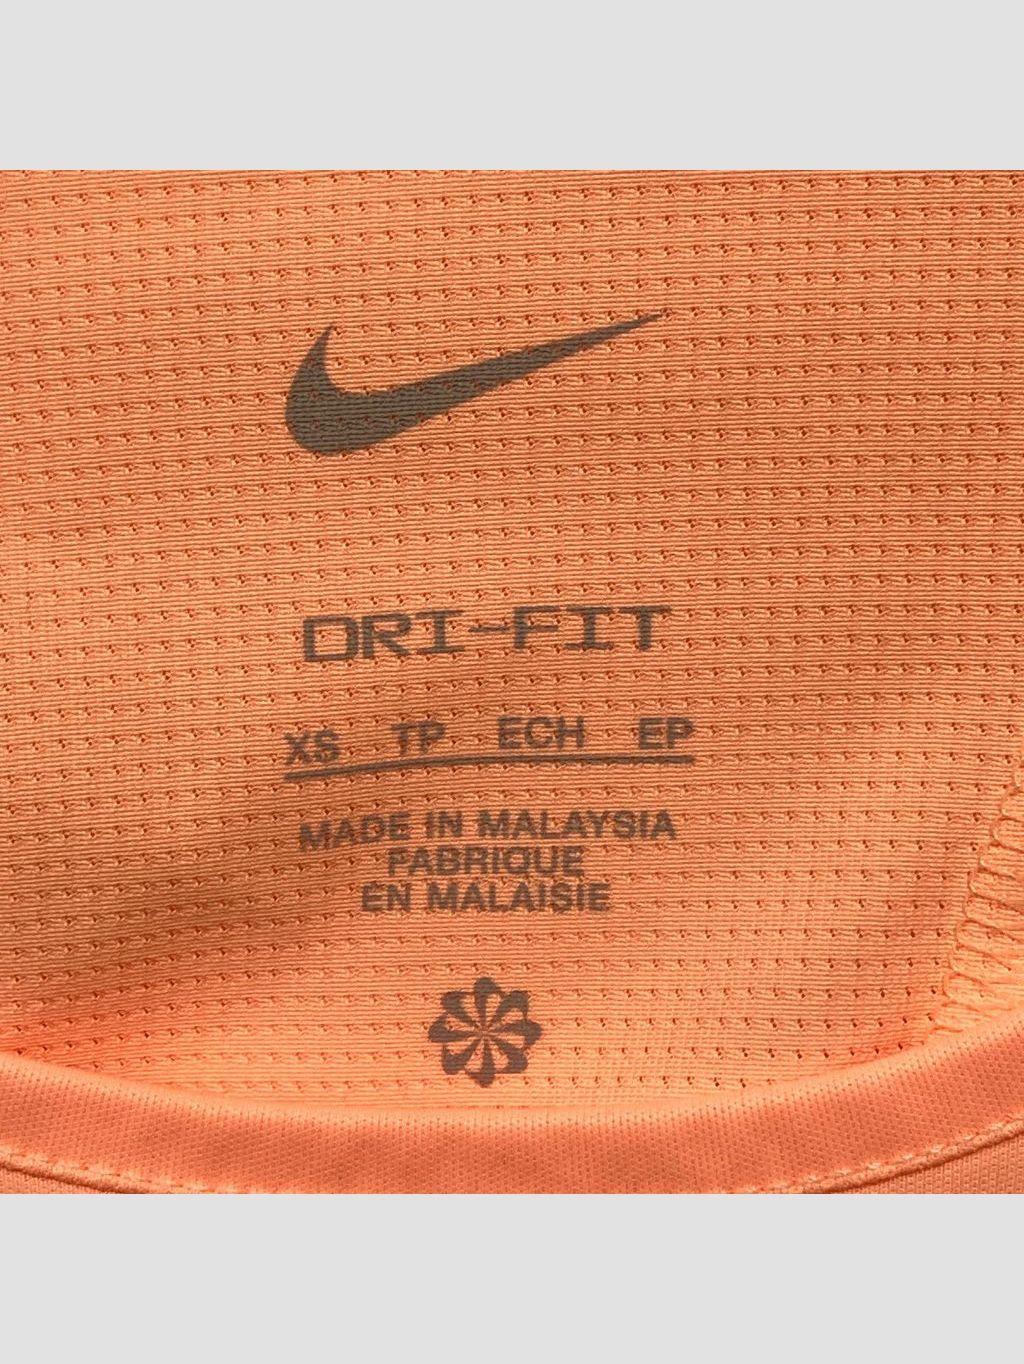 DRI-FIT
XS TP ECH EP
MADE IN MALAYSIA
FABRIQUE
EN MALAISIE